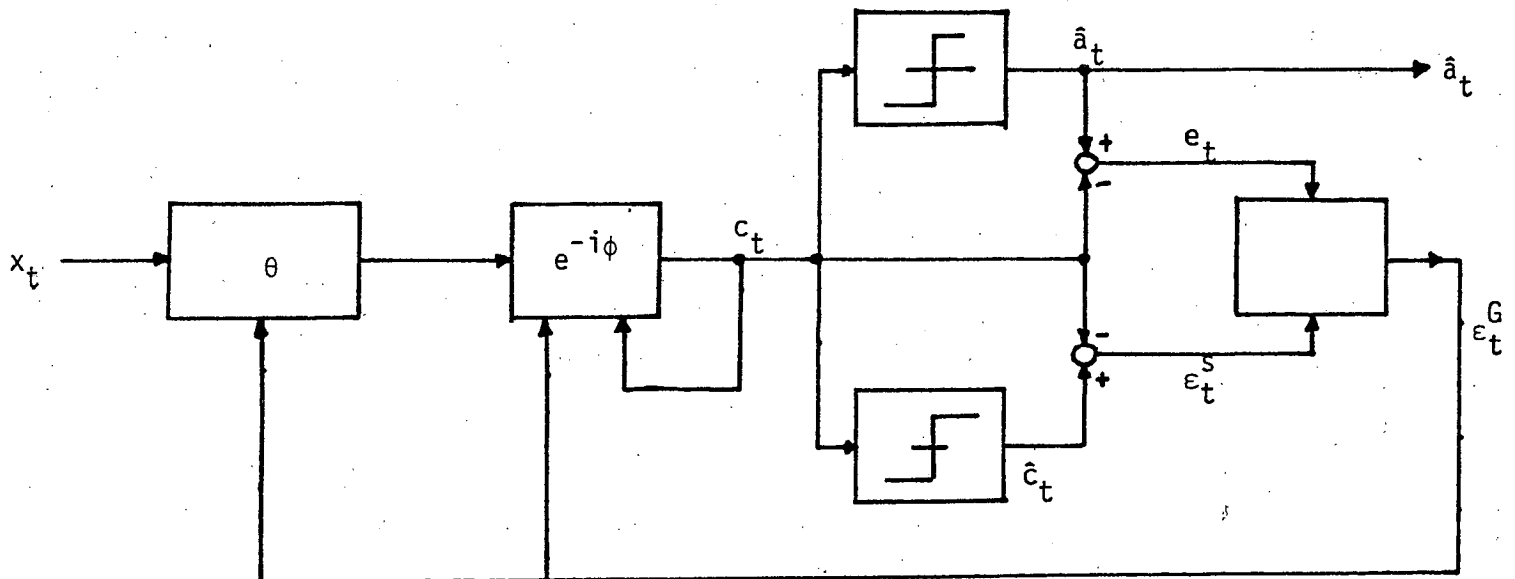 x_t
θ
e^{-iφ}
c_t
â_t
â_t
+
-
e_t
-
+
ε_t^s
ĉ_t
ε_t^G